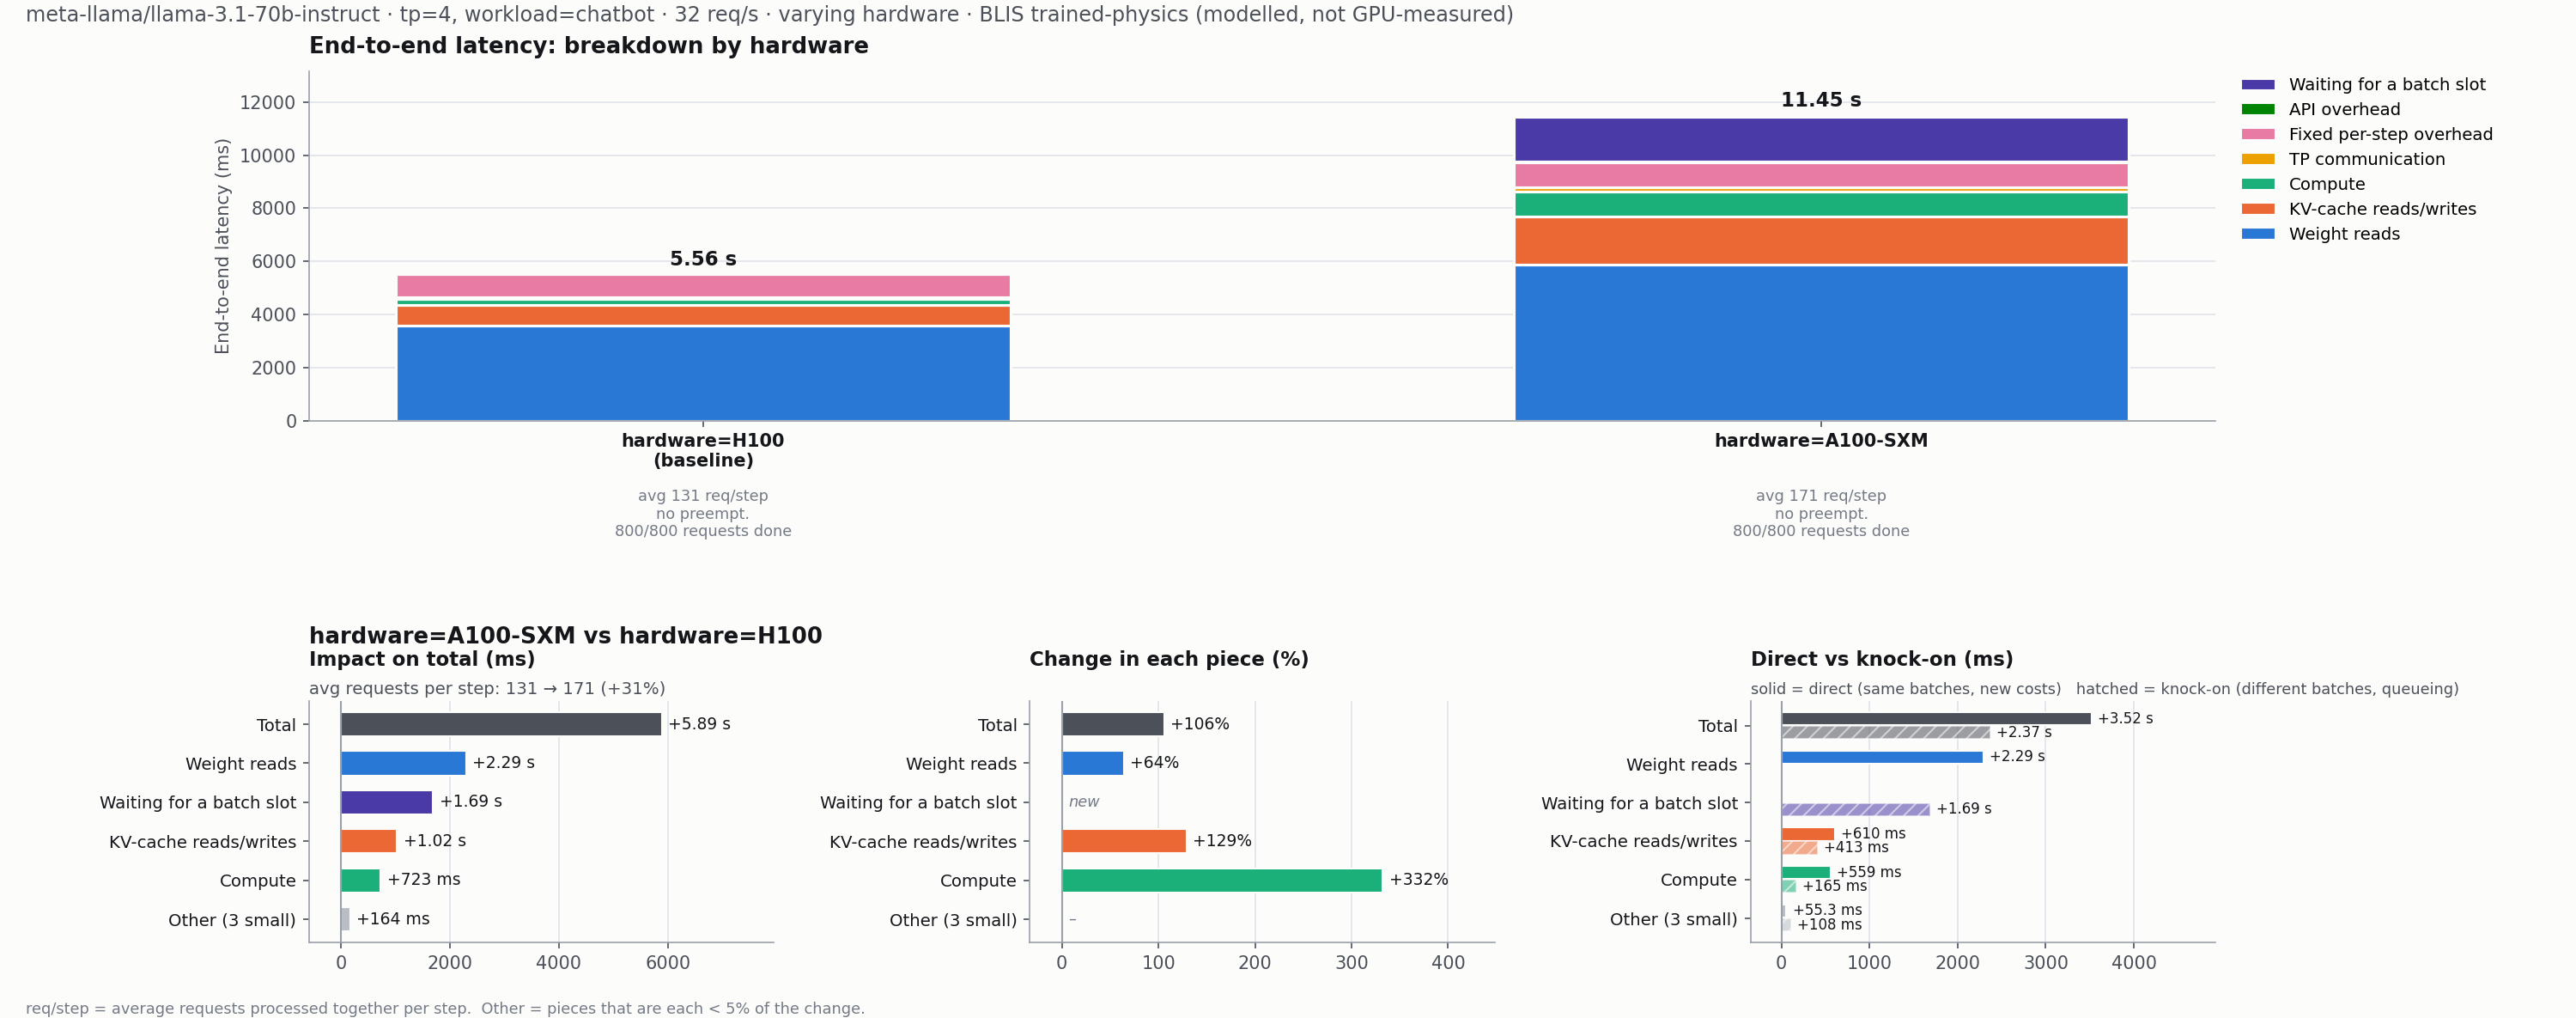 meta-llama/llama-3.1-70b-instruct · tp=4, workload=chatbot · 32 req/s · varying hardware · BLIS trained-physics (modelled, not GPU-measured)
End-to-end latency: breakdown by hardware
End-to-end latency (ms)
12000
10000
8000
6000
4000
2000
0
5.56 s
11.45 s
Waiting for a batch slot
API overhead
Fixed per-step overhead
TP communication
Compute
KV-cache reads/writes
Weight reads
hardware=H100
(baseline)
avg 131 req/step
no preempt.
800/800 requests done
hardware=A100-SXM
avg 171 req/step
no preempt.
800/800 requests done
hardware=A100-SXM vs hardware=H100
Impact on total (ms)
avg requests per step: 131 → 171 (+31%)
Total +5.89 s
Weight reads +2.29 s
Waiting for a batch slot +1.69 s
KV-cache reads/writes +1.02 s
Compute +723 ms
Other (3 small) +164 ms
0 2000 4000 6000
Change in each piece (%)
Total +106%
Weight reads +64%
Waiting for a batch slot new
KV-cache reads/writes +129%
Compute +332%
Other (3 small) –
0 100 200 300 400
Direct vs knock-on (ms)
solid = direct (same batches, new costs) hatched = knock-on (different batches, queueing)
Total +3.52 s
+2.37 s
Weight reads +2.29 s
Waiting for a batch slot +1.69 s
KV-cache reads/writes +610 ms
+413 ms
Compute +559 ms
+165 ms
Other (3 small) +55.3 ms
+108 ms
0 1000 2000 3000 4000
req/step = average requests processed together per step. Other = pieces that are each < 5% of the change.